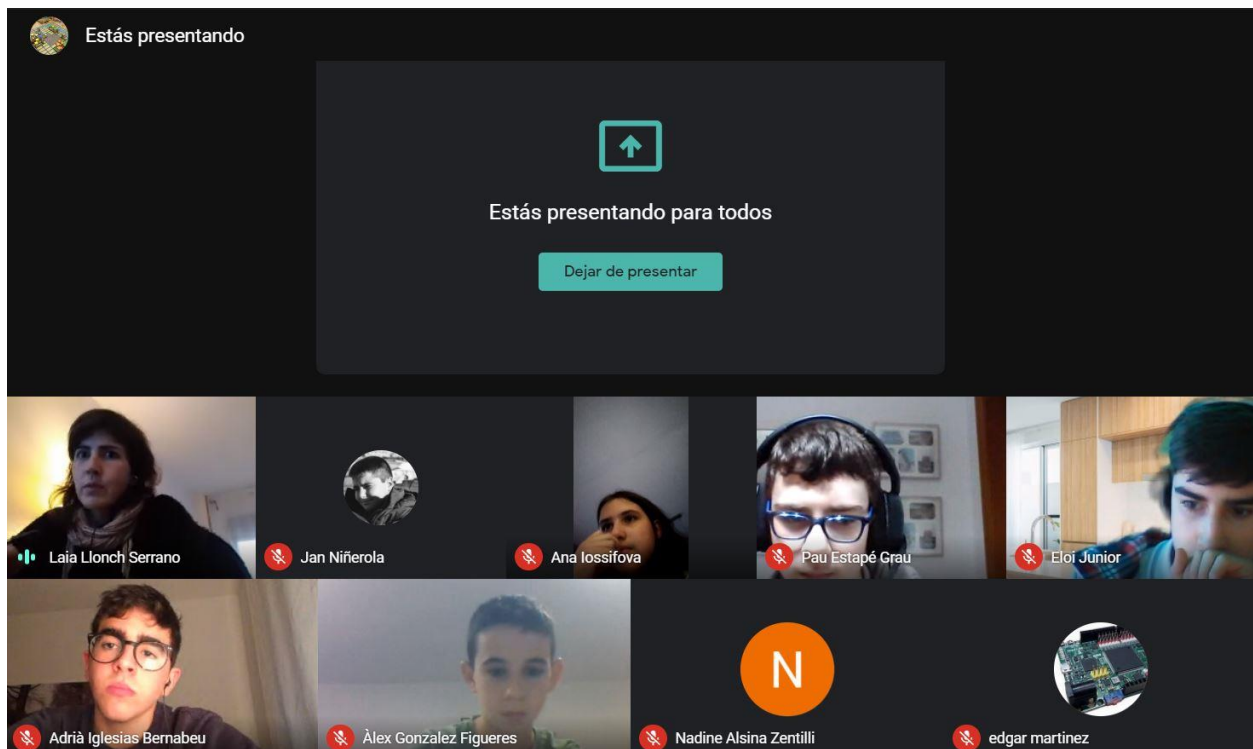 Estás presentando
Estás presentando para todos
Dejar de presentar
Laia Llonch Serrano
Jan Niñerola
Ana Iossifova
Pau Estapé Grau
Eloi Junior
Adrià Iglesias Bernabeu
Àlex Gonzalez Figueres
N
Nadine Alsina Zentilli
edgar martinez